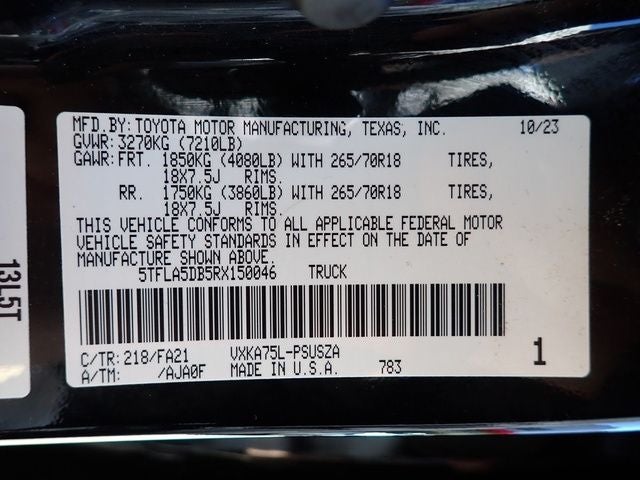 MFD.BY: TOYOTA MOTOR MANUFACTURING, TEXAS, INC. 10/23
GVWR: 3270KG (7210LB)
GAWR: FRT. 1850KG (4080LB) WITH 265/70R18 TIRES,
18X7.5J RIMS.
RR. 1750KG (3860LB) WITH 265/70R18 TIRES,
18X7.5J RIMS.
THIS VEHICLE CONFORMS TO ALL APPLICABLE FEDERAL MOTOR
VEHICLE SAFETY STANDARDS IN EFFECT ON THE DATE OF
MANUFACTURE SHOWN ABOVE.
5TFLA5DB5RX150046 TRUCK
C/TR: 218/FA21 VXKA75L-PSUSZA 1
A/TM: /AJA0F MADE IN U.S.A. 783
13L5T